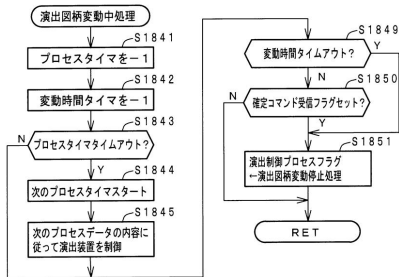 演出図柄変動中処理
S1841
プロセスタイマを－1
S1842
変動時間タイマを－1
S1843
プロセスタイマタイムアウト？
N
Y
S1844
次のプロセスタイマスタート
S1845
次のプロセスデータの内容に
従って演出装置を制御
S1849
変動時間タイムアウト？
Y
N
S1850
確定コマンド受信フラグセット？
N
Y
S1851
演出制御プロセスフラグ
←演出図柄変動停止処理
RET